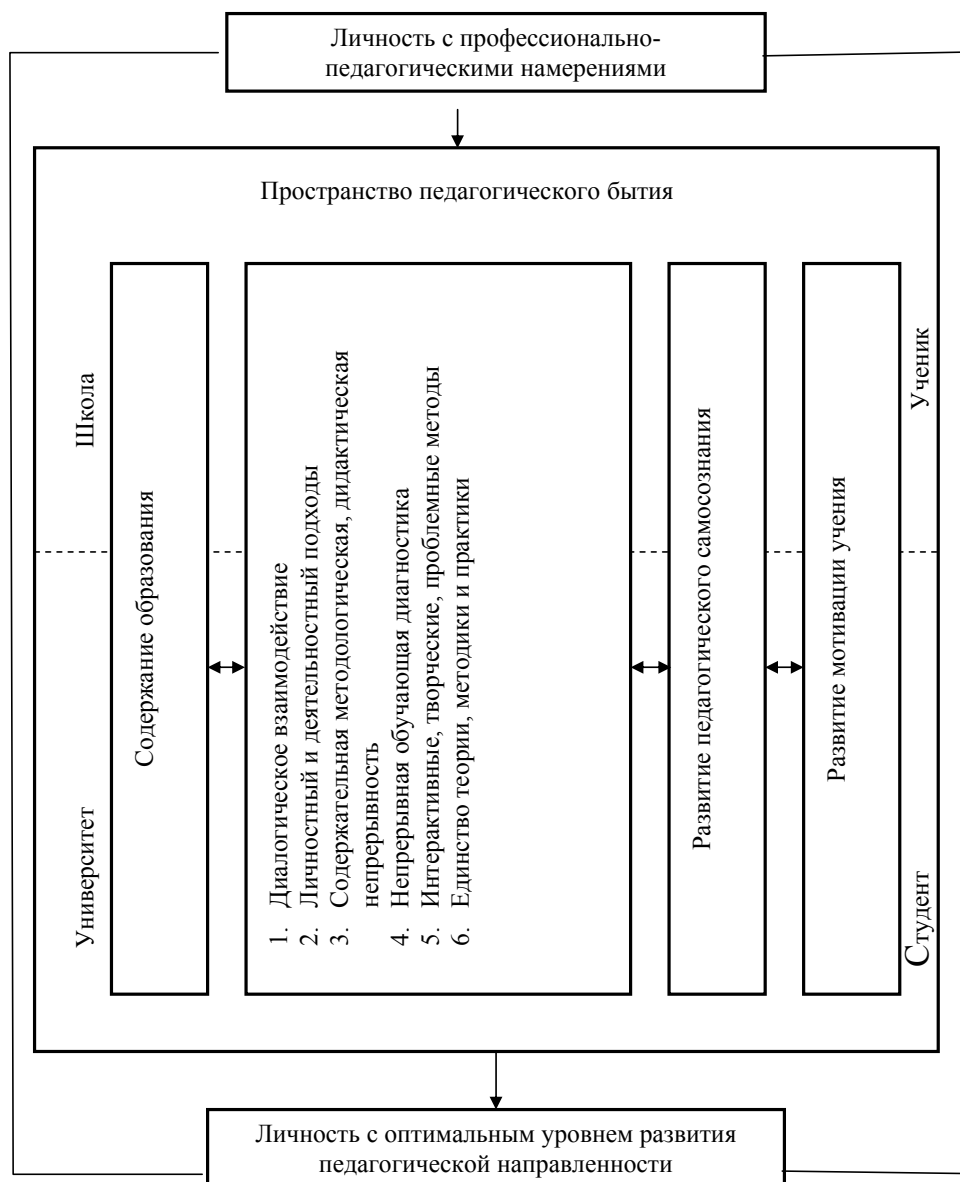 Личность с профессионально-
педагогическими намерениями
Пространство педагогического бытия
Школа
Университет
Содержание образования
1. Диалогическое взаимодействие
2. Личностный и деятельностный подходы
3. Содержательная методологическая, дидактическая
непрерывность
4. Непрерывная обучающая диагностика
5. Интерактивные, творческие, проблемные методы
6. Единство теории, методики и практики
Развитие педагогического самосознания
Развитие мотивации учения
Ученик
Студент
Личность с оптимальным уровнем развития
педагогической направленности